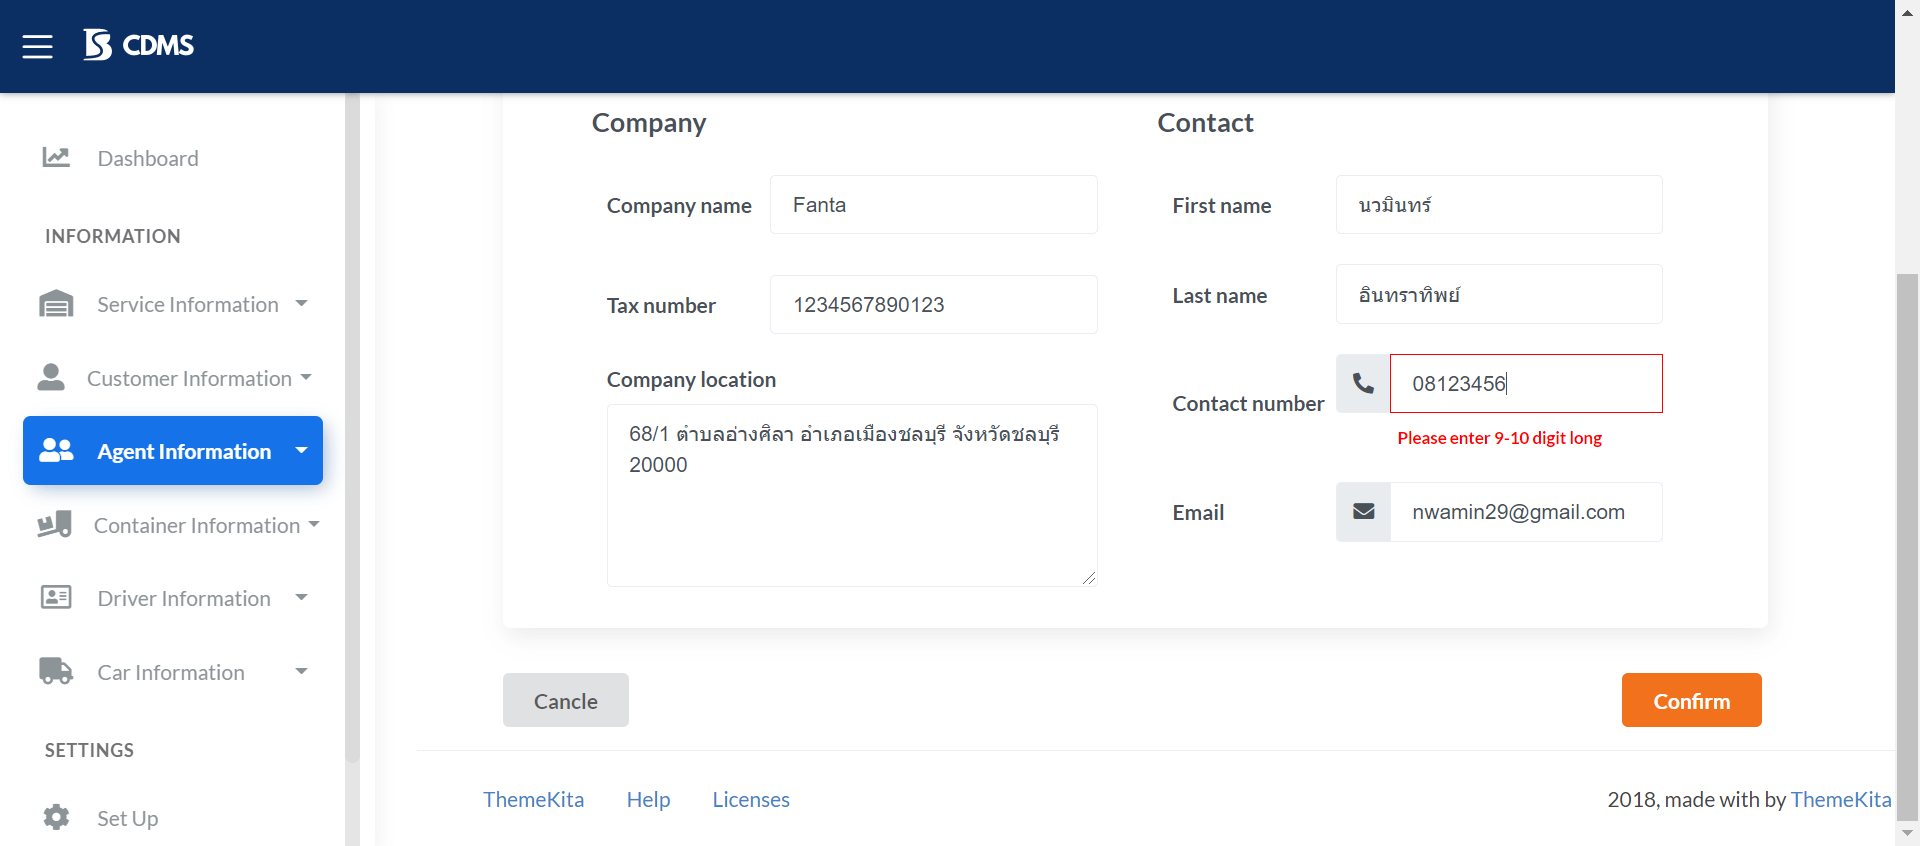 CDMS
Dashboard
INFORMATION
Service Information
Customer Information
Agent Information
Container Information
Driver Information
Car Information
SETTINGS
Set Up
Company
Company name
Fanta
Tax number
1234567890123
Company location
68/1 ตำบลอ่างศิลา อำเภอเมืองชลบุรี จังหวัดชลบุรี
20000
Contact
First name
นวมินทร์
Last name
อินทราทิพย์
Contact number
08123456
Please enter 9-10 digit long
Email
nwamin29@gmail.com
Cancle
Confirm
ThemeKita
Help
Licenses
2018, made with by ThemeKita